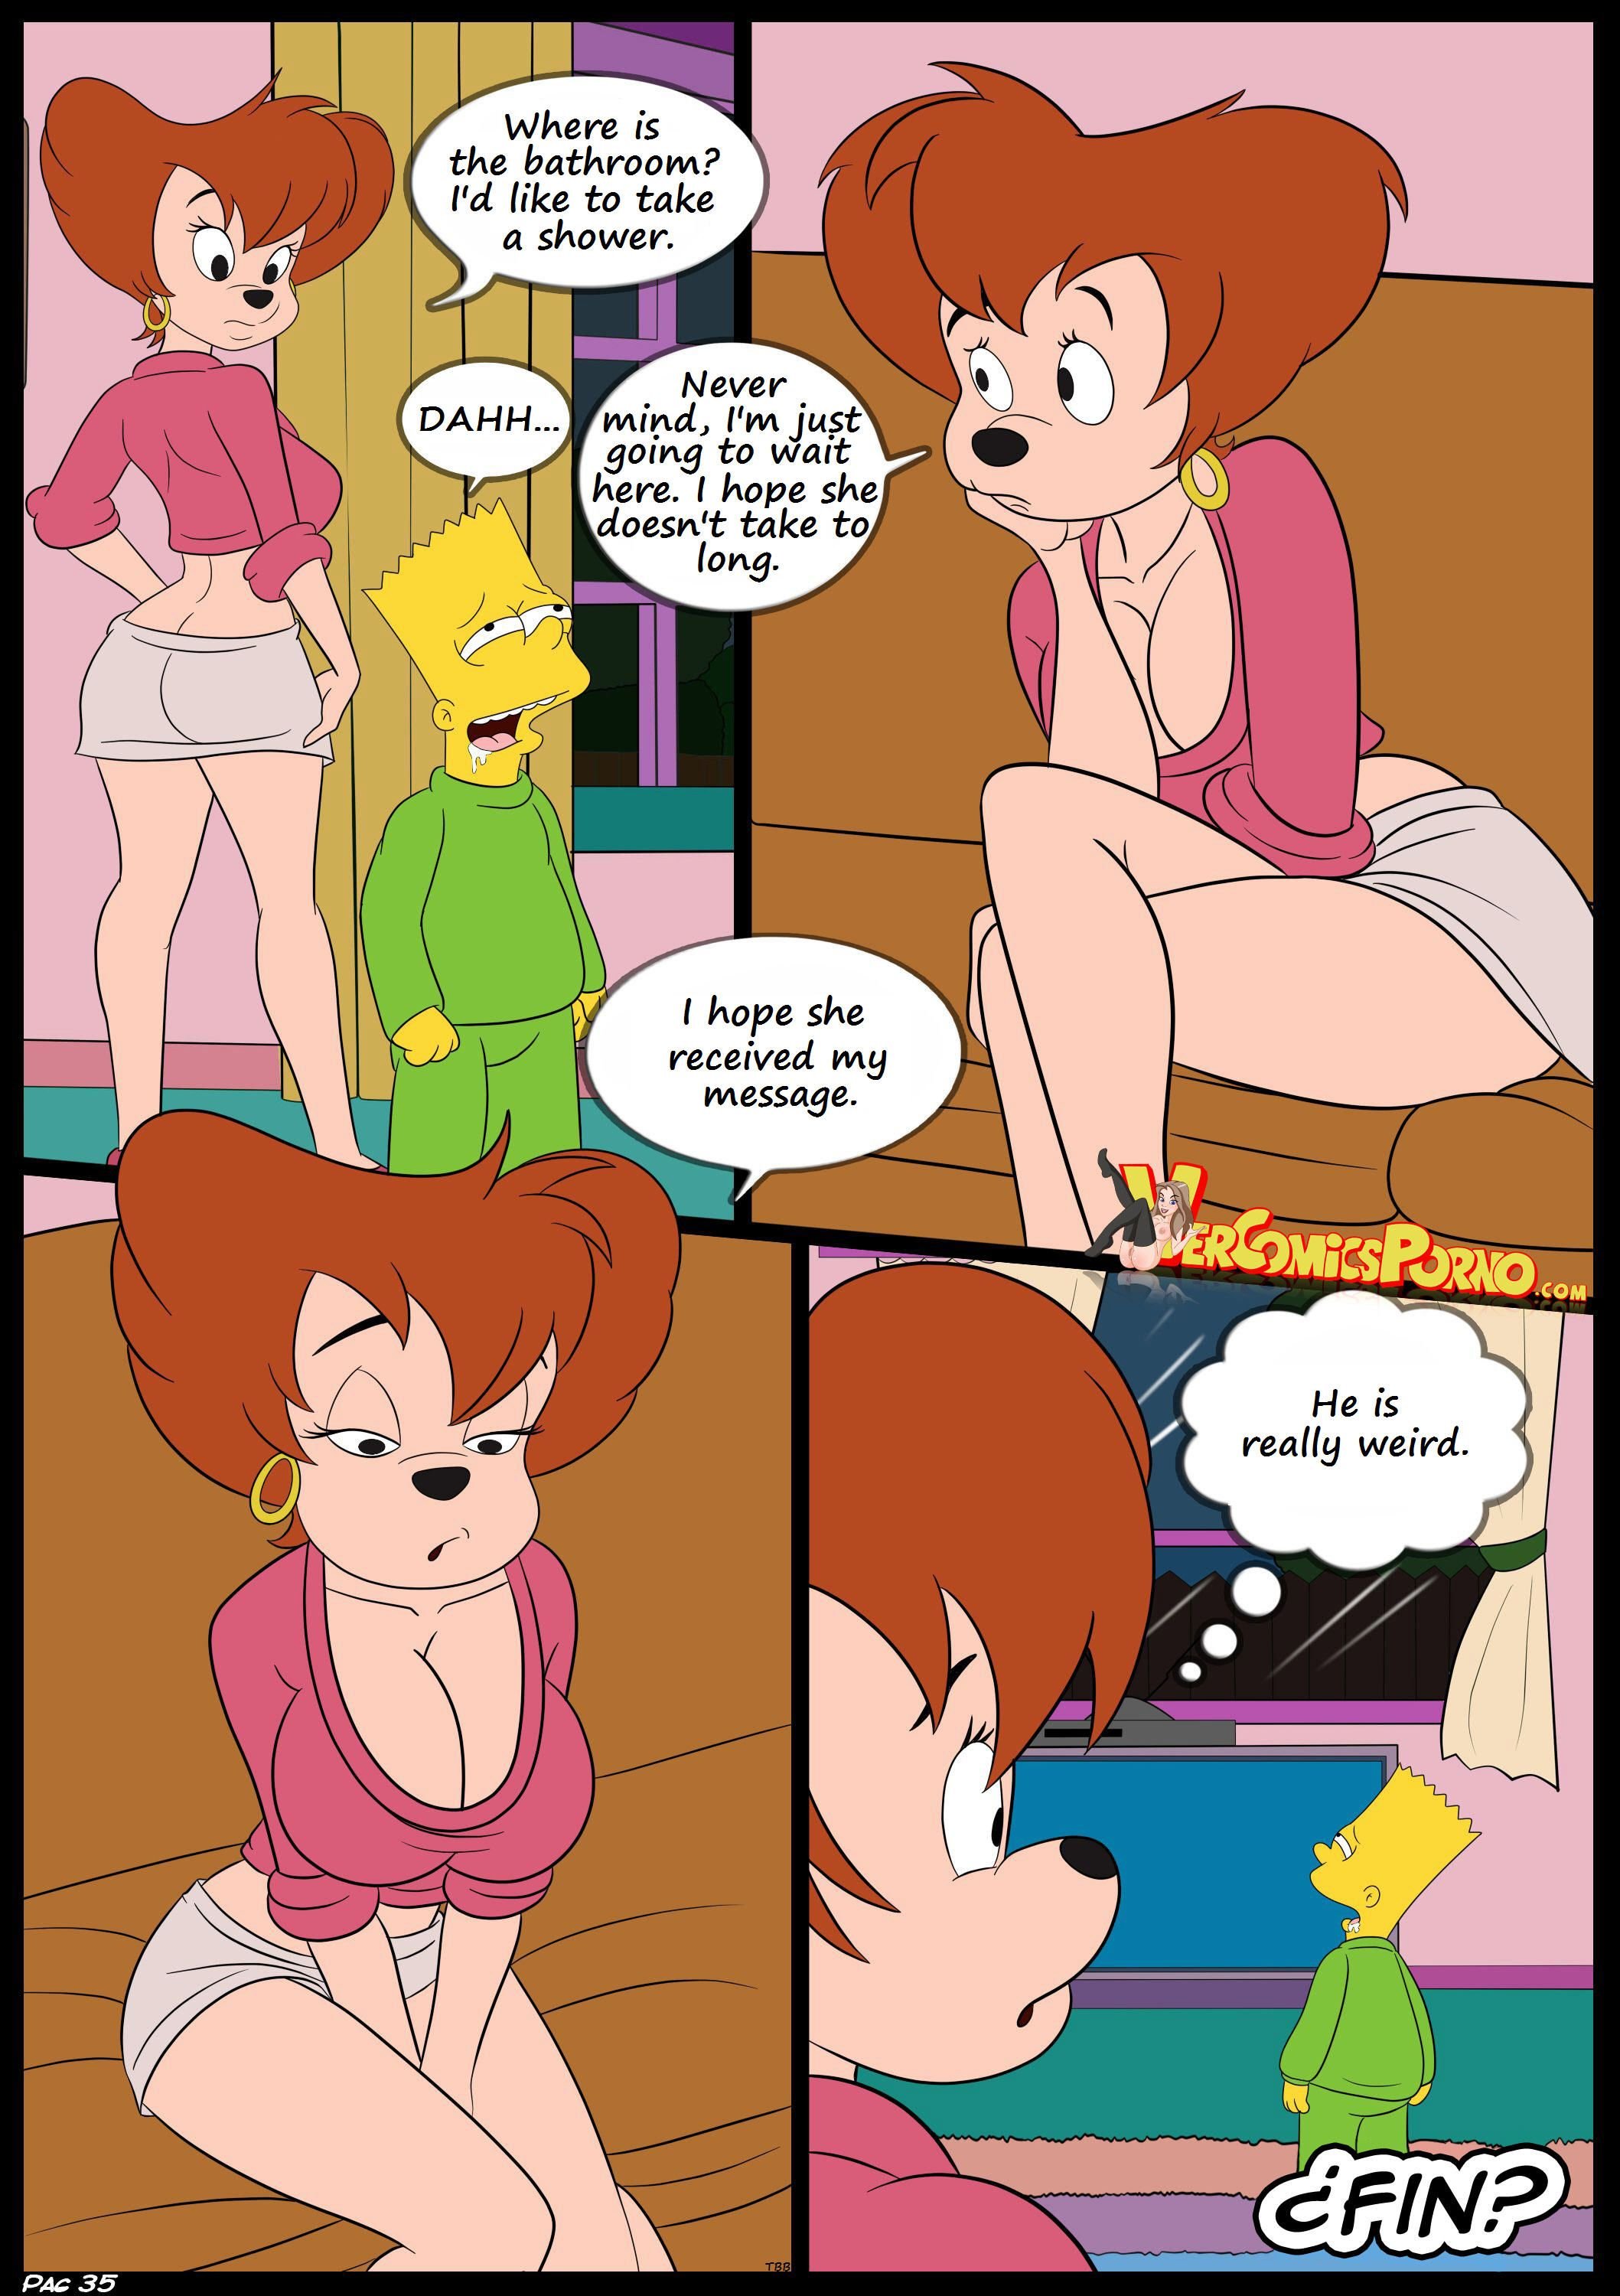 Where is
the bathroom?
I'd like to take
a shower.
DAHH...
Never
mind, I'm just
going to wait
here. I hope she
doesn't take to
long.
I hope she
received my
message.
VERCOMICSPORNO.COM
He is
really weird.
¿FIN?
TBB
PAG 35